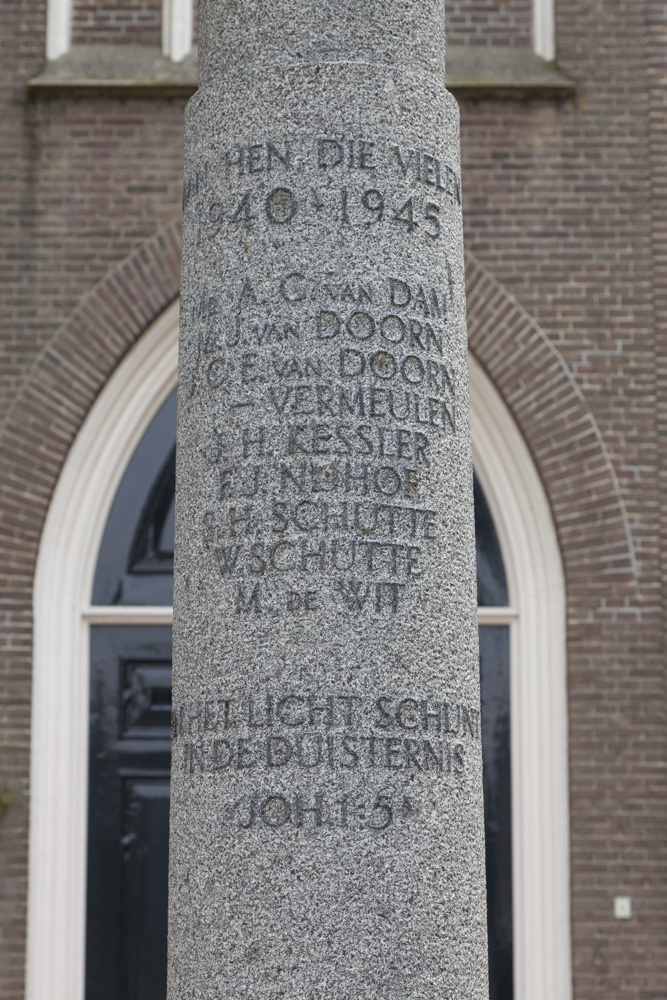 AAN HEN DIE VIELEN
1940 - 1945
A. C. VAN DAM
J. VAN DOORN
C. E. VAN DOORN
VERMEULEN
J. H. KESSLER
F. J. NIJHOF
H. SCHUTTE
W. SCHUTTE
M. DE WIT
HET LICHT SCHIJNT
IN DE DUISTERNIS
JOH. 1:5